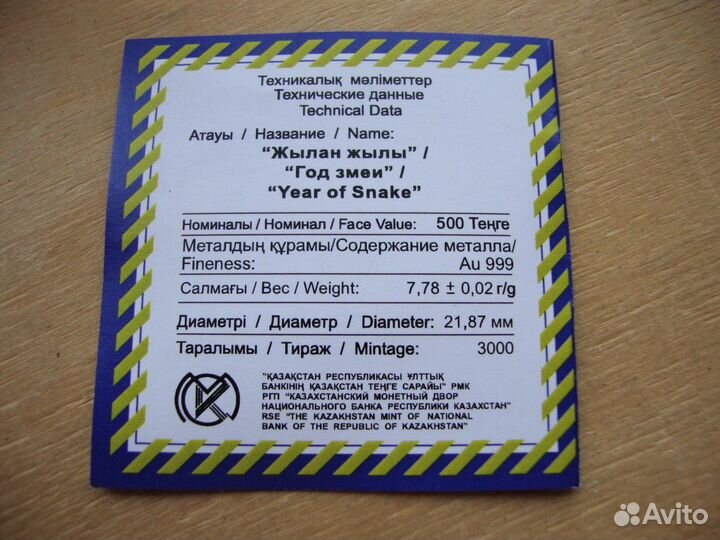 Техникалық мәліметтер
Технические данные
Technical Data
Атауы / Название / Name:
“Жылан жылы” /
“Год змеи” /
“Year of Snake”
Номиналы / Номинал / Face Value: 500 Теңге
Металдың құрамы/Содержание металла/
Fineness: Au 999
Салмағы / Вес / Weight: 7,78 ± 0,02 г/g
Диаметрі / Диаметр / Diameter: 21,87 мм
Таралымы / Тираж / Mintage: 3000
"ҚАЗАҚСТАН РЕСПУБЛИКАСЫ ҰЛТТЫҚ
БАНКІНІҢ ҚАЗАҚСТАН ТЕҢГЕ САРАЙЫ" РМК
РГП "КАЗАХСТАНСКИЙ МОНЕТНЫЙ ДВОР
НАЦИОНАЛЬНОГО БАНКА РЕСПУБЛИКИ КАЗАХСТАН"
RSE "THE KAZAKHSTAN MINT OF NATIONAL
BANK OF THE REPUBLIC OF KAZAKHSTAN"
Avito